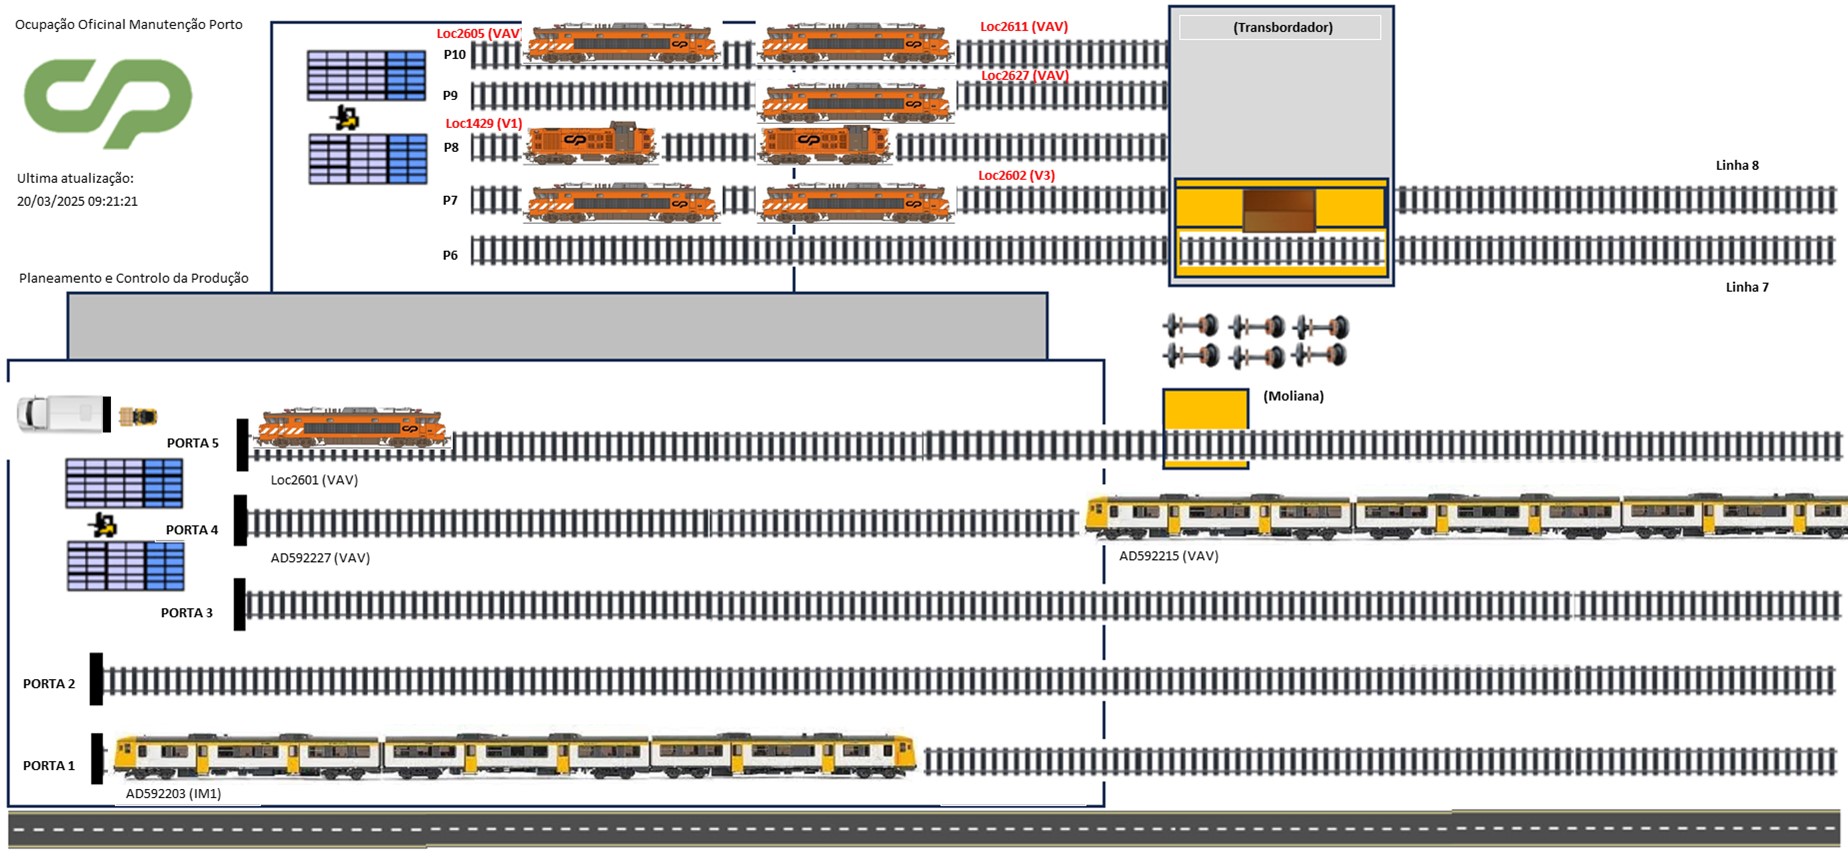 Ocupação Oficinal Manutenção Porto
Ultima atualização:
20/03/2025 09:21:21
Planeamento e Controlo da Produção
Loc2605 (VAV)
Loc2611 (VAV)
P10
Loc2627 (VAV)
P9
Loc1429 (V1)
P8
Loc2602 (V3)
P7
P6
(Transbordador)
Linha 8
Linha 7
(Moliana)
PORTA 5
Loc2601 (VAV)
PORTA 4
AD592227 (VAV)
AD592215 (VAV)
PORTA 3
PORTA 2
PORTA 1
AD592203 (IM1)